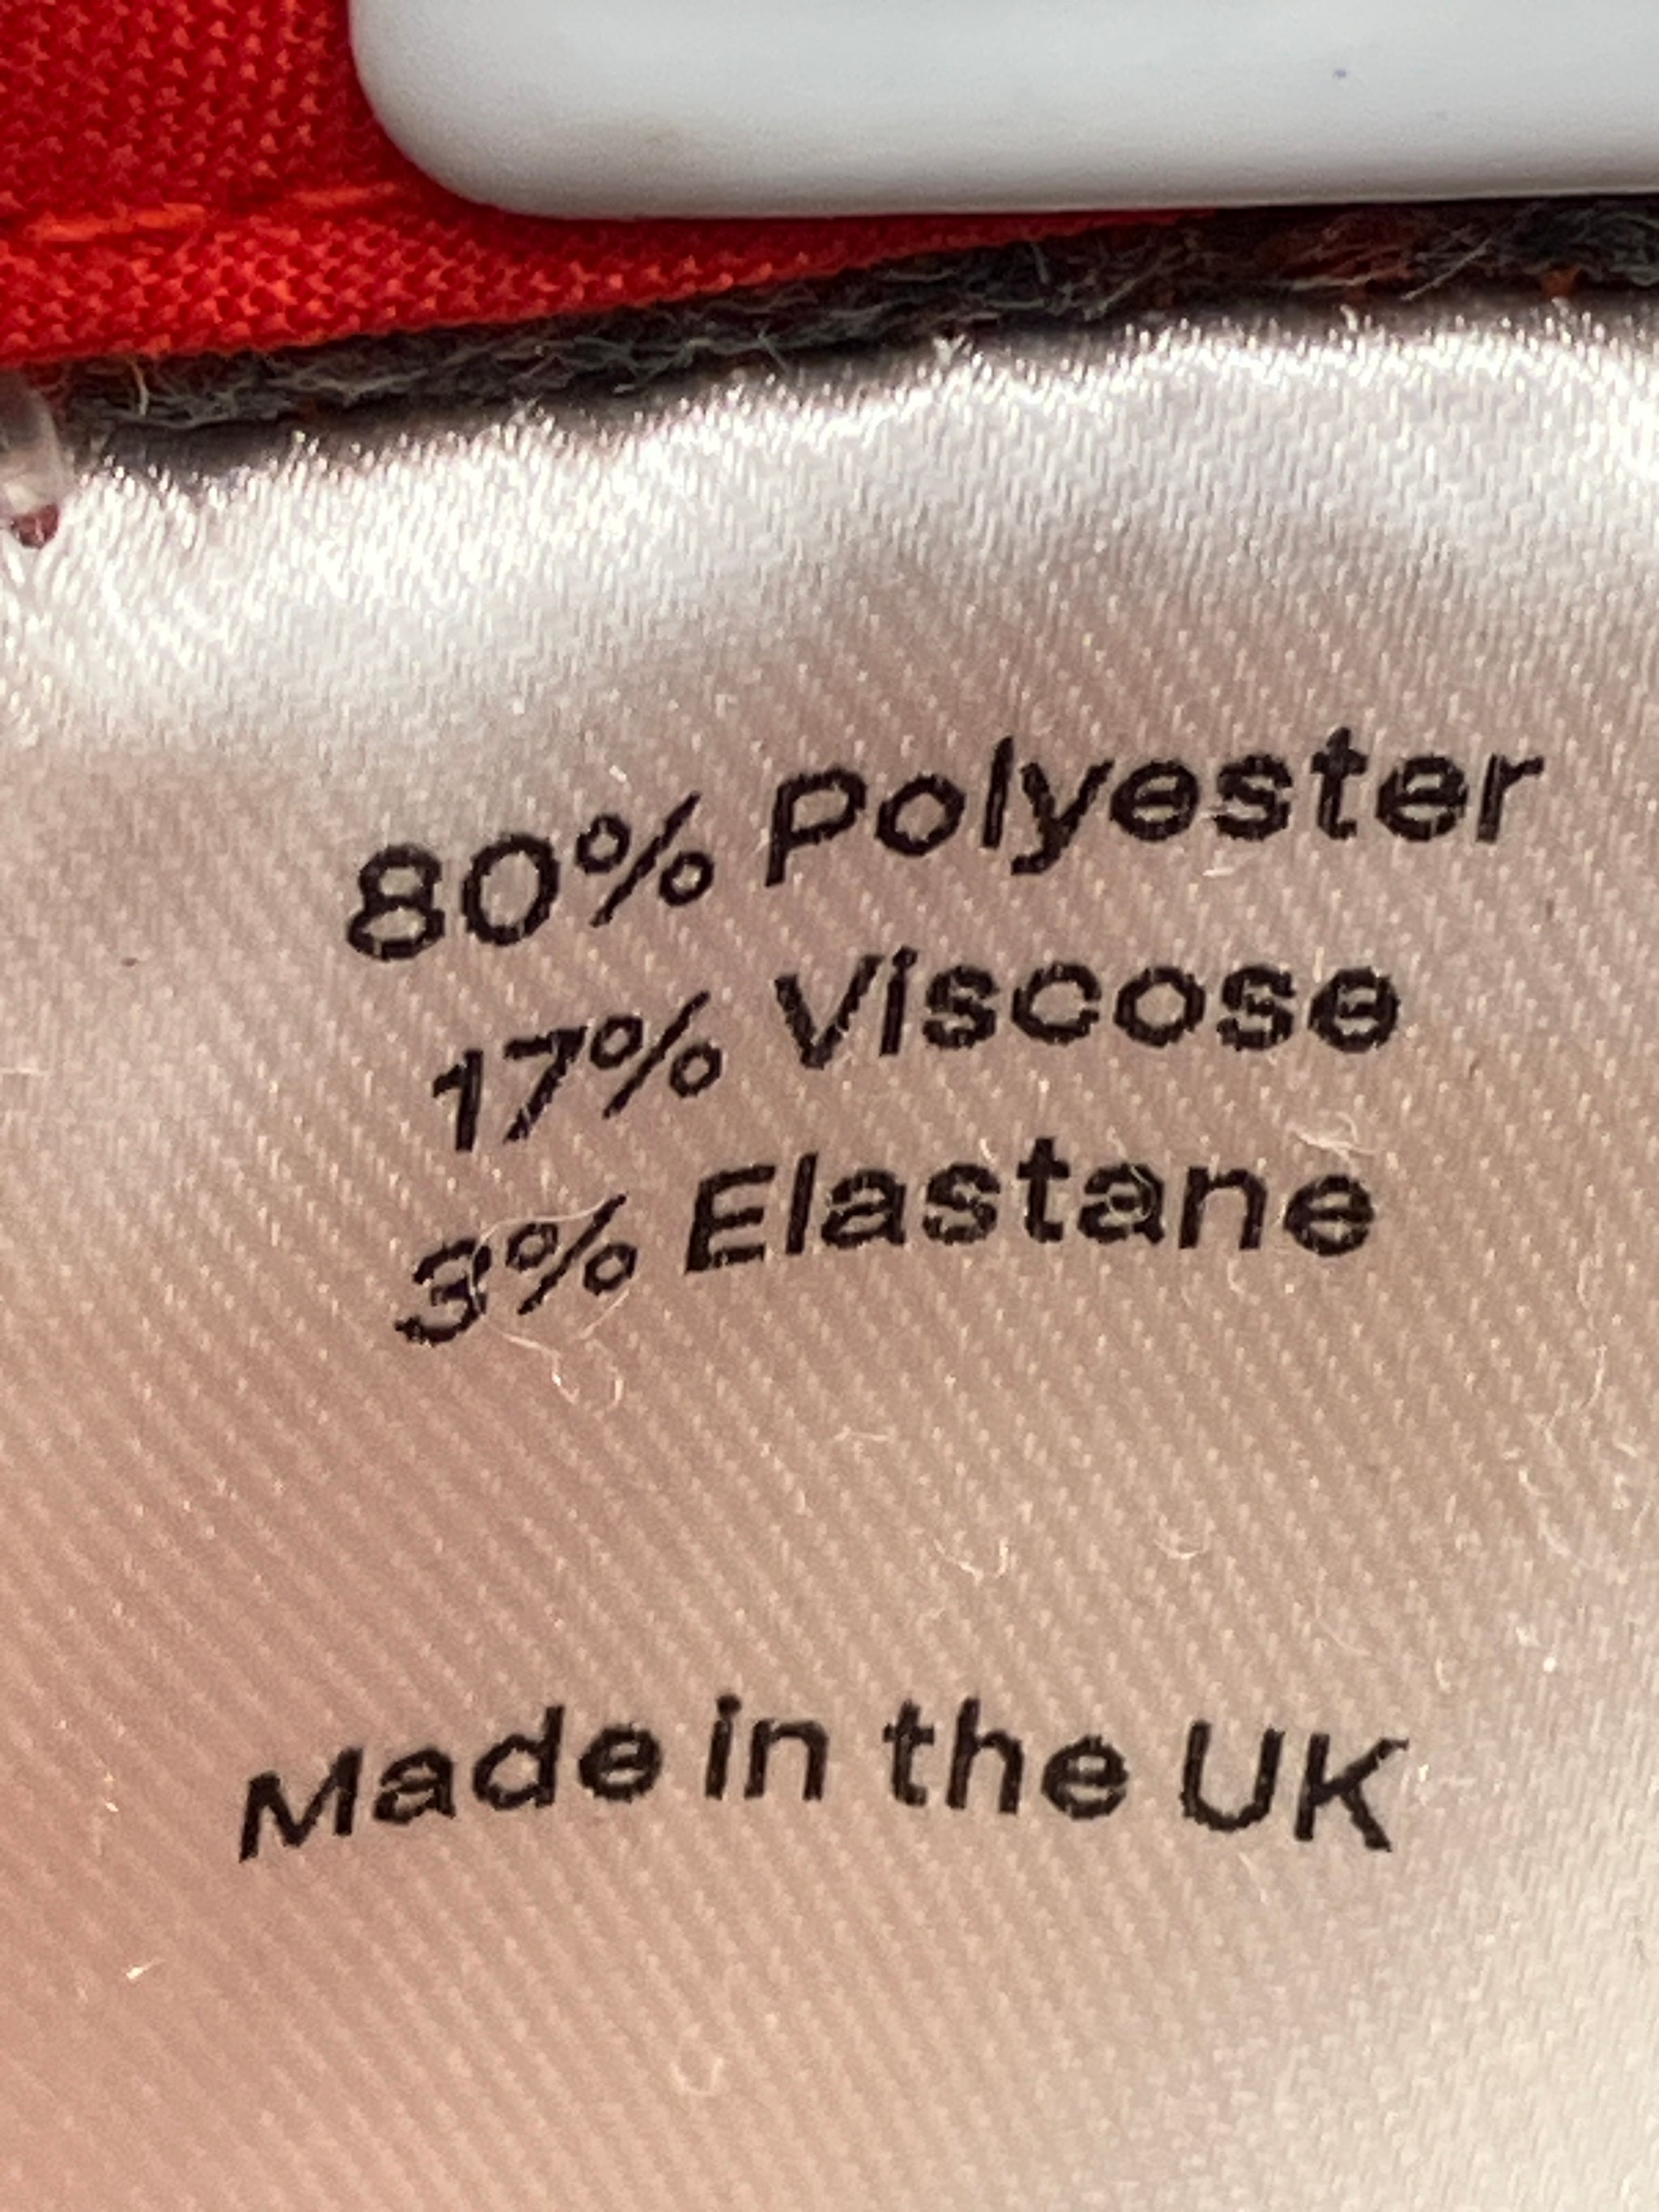 80% Polyester
17% Viscose
3% Elastane
Made in the UK